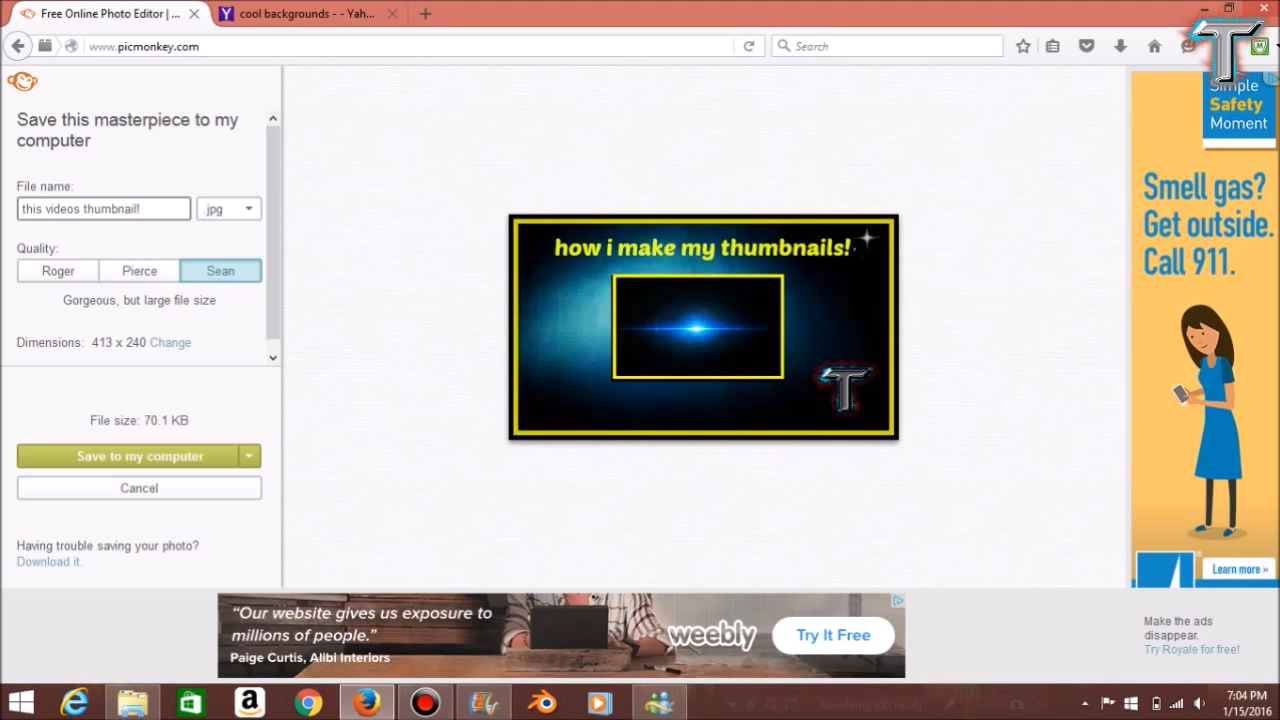 Free Online Photo Editor | ...
cool backgrounds - - Yah...
www.picmonkey.com
Search
Save this masterpiece to my
computer
File name:
this videos thumbnail!
.jpg
Quality:
Roger
Pierce
Sean
Gorgeous, but large file size
Dimensions: 413 x 240 Change
File size: 70.1 KB
Save to my computer
Cancel
Having trouble saving your photo?
Download it.
how i make my thumbnails!
T
T
Simple
Safety
Moment
Smell gas?
Get outside.
Call 911.
Learn more »
"Our website gives us exposure to
millions of people."
Paige Curtis, Alibl Interiors
weebly
Try It Free
Make the ads
disappear.
Try Royale for free!
7:04 PM
1/15/2016